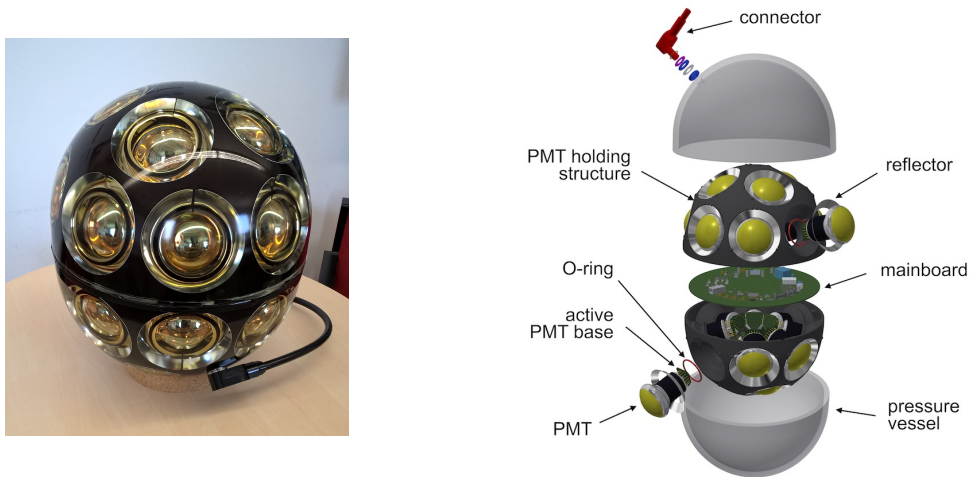 connector
PMT holding
structure
reflector
O-ring
mainboard
active
PMT base
PMT
pressure
vessel